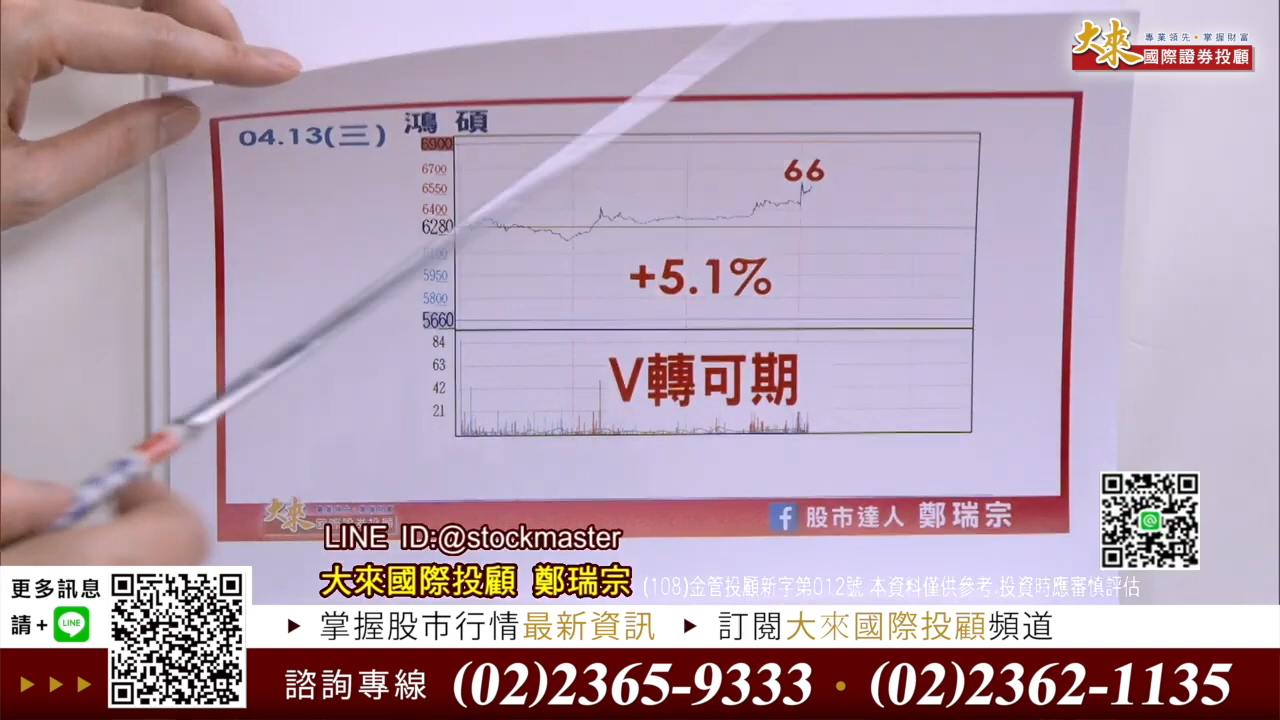 大來
專業領先•掌握財富
國際證券投顧
04.13(三) 鴻碩
6900
6700
6550
6400
6280
6100
5950
5800
5660
84
63
42
21
66
+5.1%
V轉可期
大來
股市達人 鄭瑞宗
LINE ID:@stockmaster
大來國際投顧 鄭瑞宗
(108)金管投顧新字第012號 本資料僅供參考,投資時應審慎評估
更多訊息
請+ LINE
掌握股市行情最新資訊 訂閱大來國際投顧頻道
諮詢專線 (02)2365-9333 • (02)2362-1135